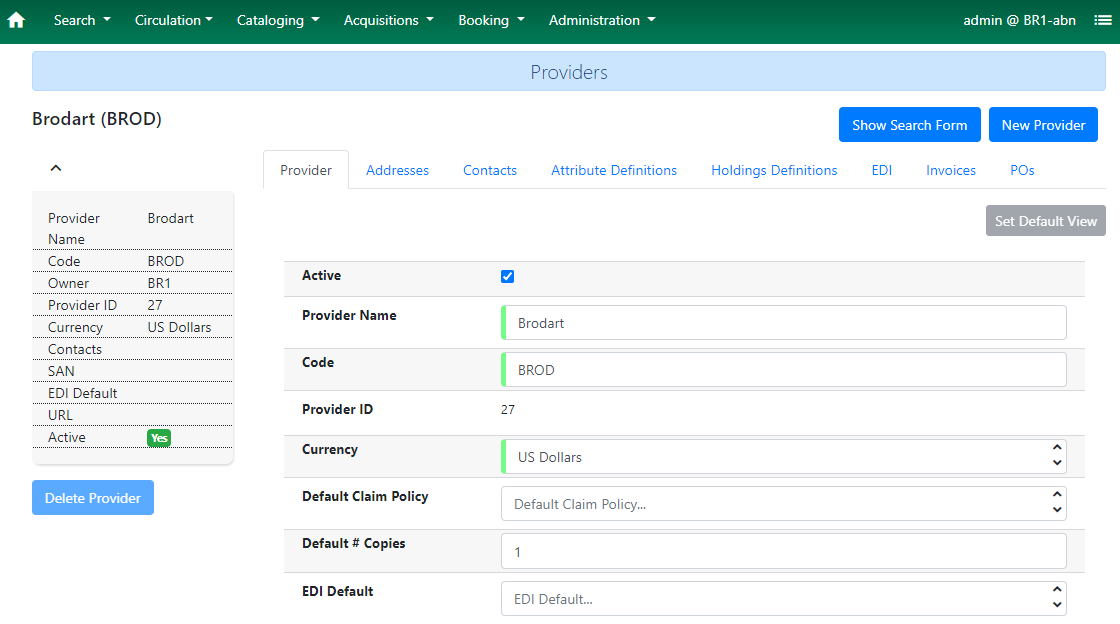 Search Circulation Cataloging Acquisitions Booking Administration admin @ BR1-abn
Providers
Brodart (BROD)
Show Search Form New Provider
Provider Addresses Contacts Attribute Definitions Holdings Definitions EDI Invoices POs
Set Default View
Provider Name Brodart
Code BROD
Owner BR1
Provider ID 27
Currency US Dollars
Contacts
SAN
EDI Default
URL
Active Yes
Delete Provider
Active
Provider Name Brodart
Code BROD
Provider ID 27
Currency US Dollars
Default Claim Policy Default Claim Policy...
Default # Copies 1
EDI Default EDI Default...